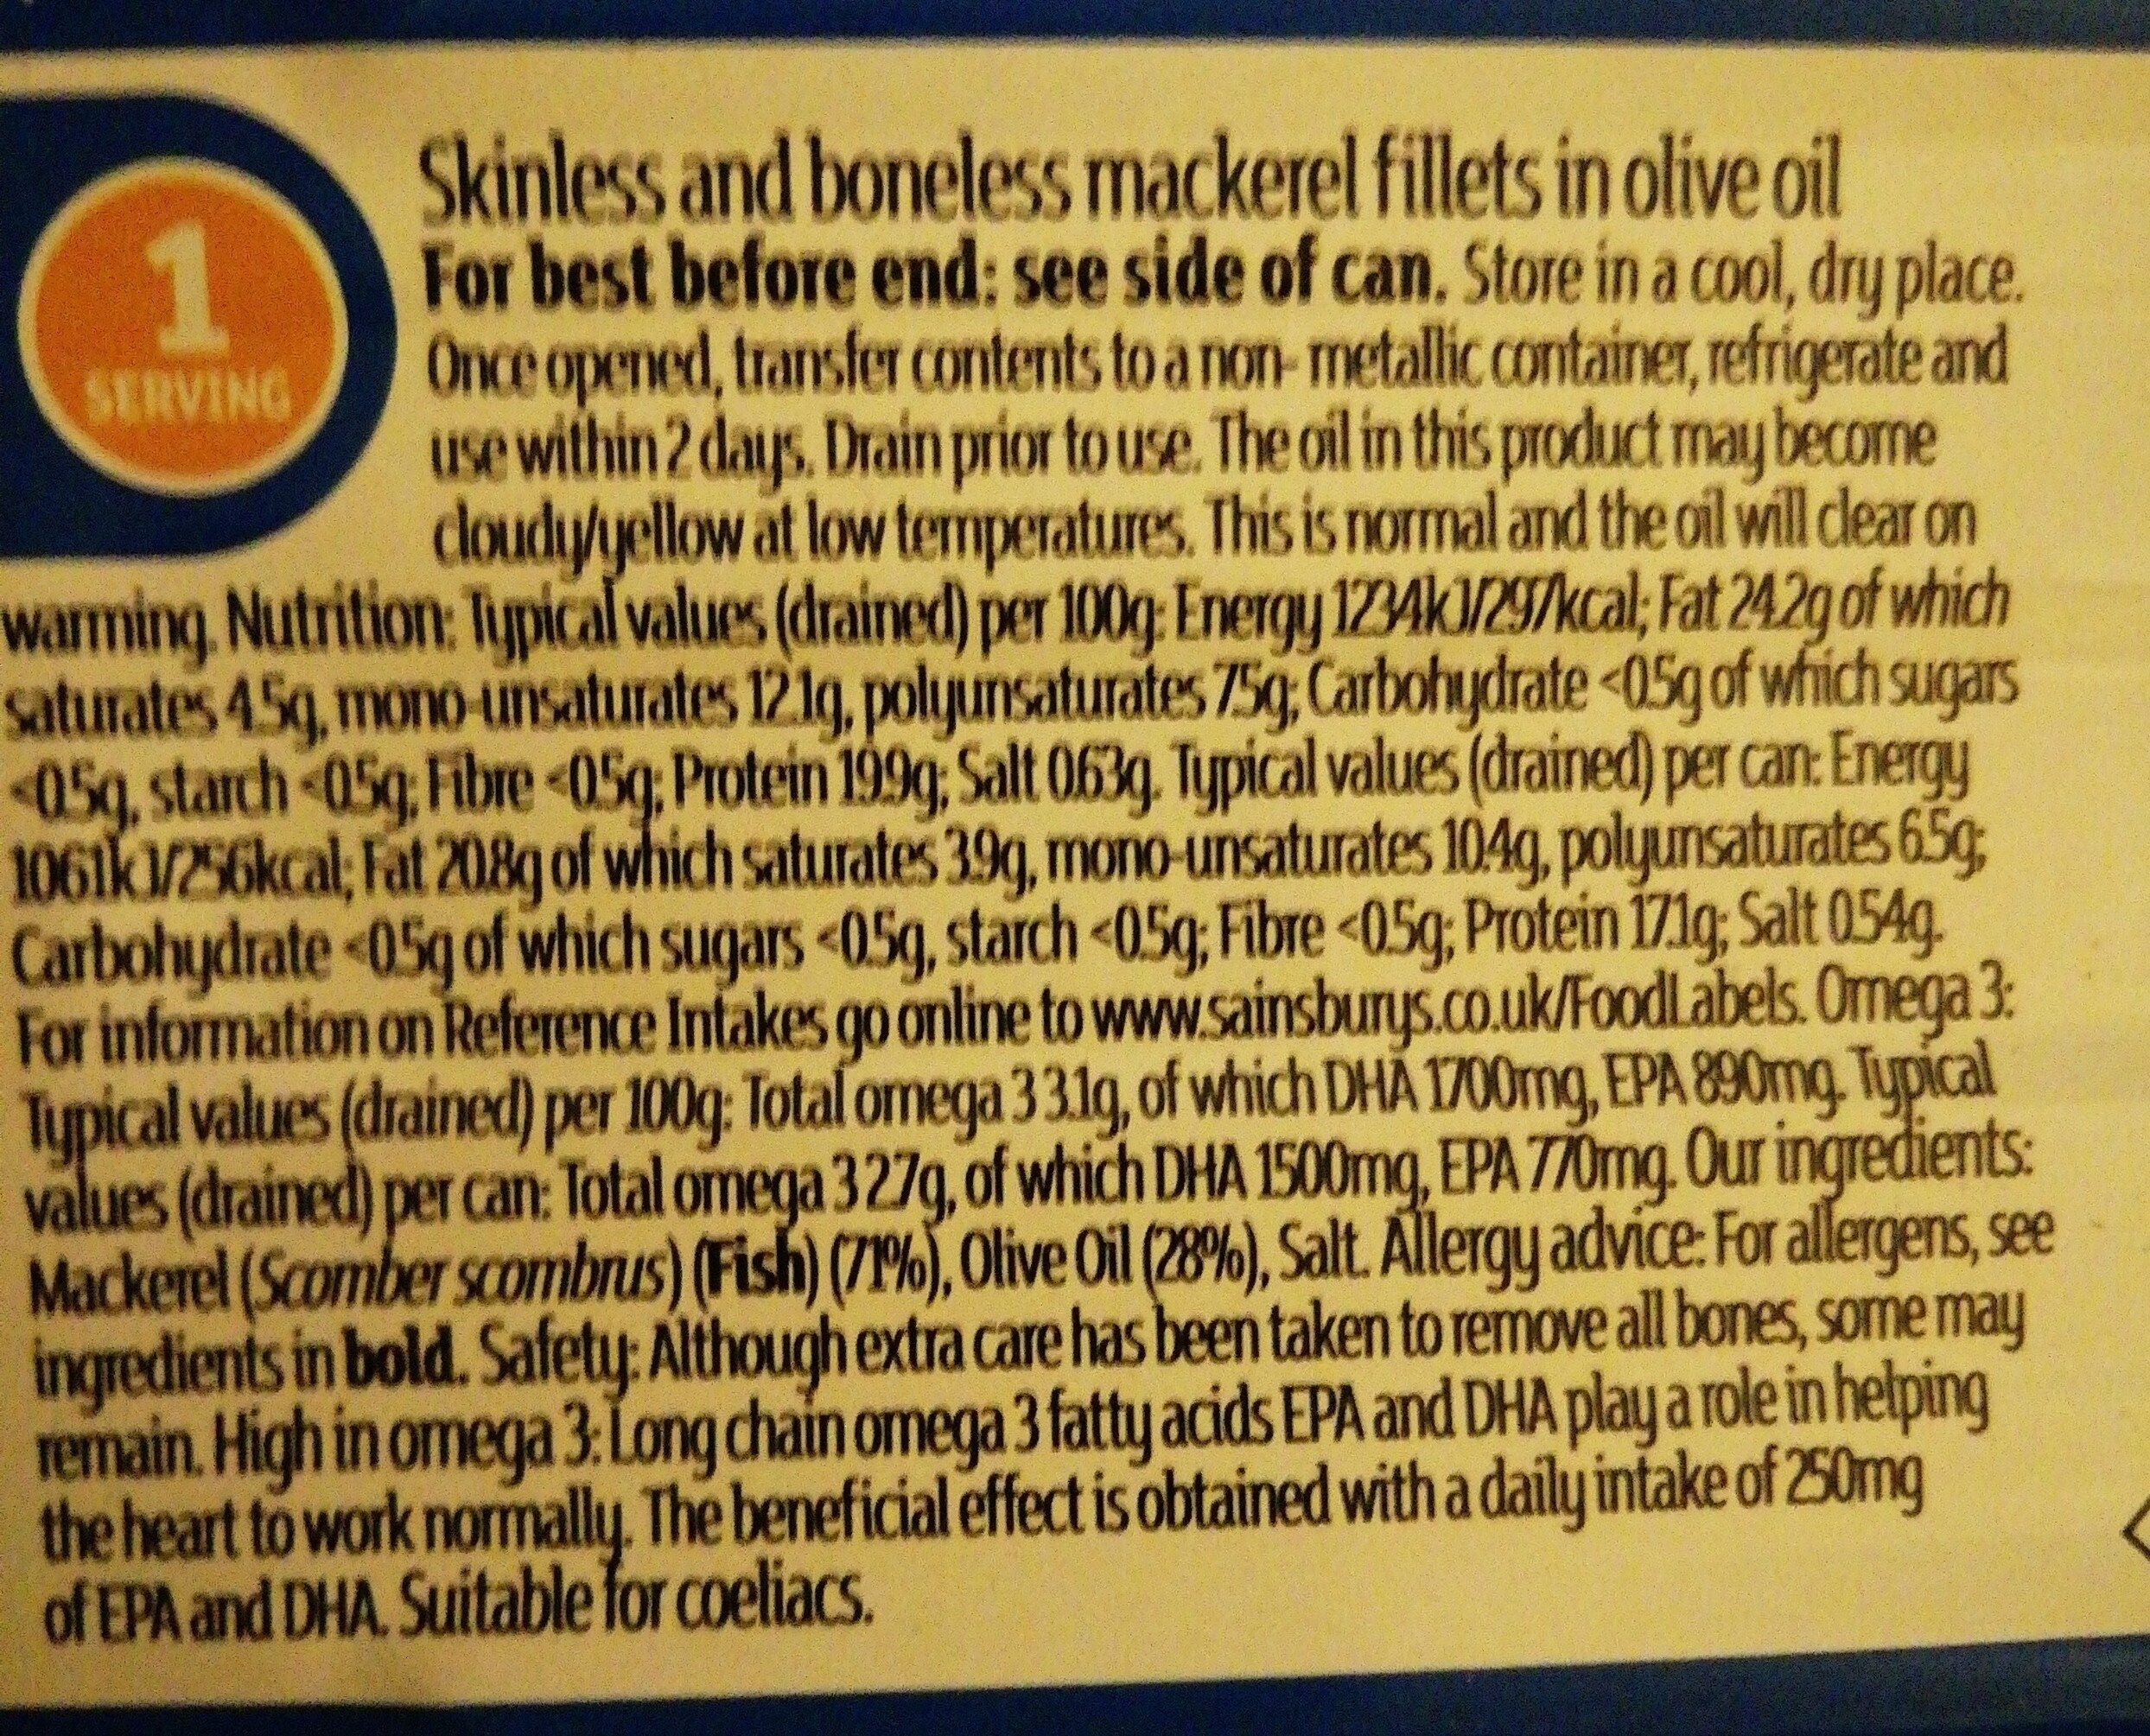 1
SERVING
Skinless and boneless mackerel fillets in olive oil
For best before end: see side of can. Store in a cool, dry place.
Once opened, transfer contents to a non- metallic container, refrigerate and
use within 2 days. Drain prior to use. The oil in this product may become
cloudy/yellow at low temperatures. This is normal and the oil will clear on
warming. Nutrition: Typical values (drained) per 100g: Energy 1234kJ/297kcal; Fat 24.2g of which
saturates 4.5g, mono-unsaturates 12.1g, polyunsaturates 7.5g; Carbohydrate <0.5g of which sugars
<0.5g, starch <0.5g; Fibre <0.5g; Protein 19.9g; Salt 0.63g. Typical values (drained) per can: Energy
1061kJ/256kcal; Fat 20.8g of which saturates 3.9g, mono-unsaturates 10.4g, polyunsaturates 6.5g;
Carbohydrate <0.5g of which sugars <0.5g, starch <0.5g; Fibre <0.5g; Protein 17.1g; Salt 0.54g.
For information on Reference Intakes go online to www.sainsburys.co.uk/FoodLabels. Omega 3:
Typical values (drained) per 100g: Total omega 3 3.1g, of which DHA 1700mg, EPA 890mg. Typical
values (drained) per can: Total omega 3 2.7g, of which DHA 1500mg, EPA 770mg. Our ingredients:
Mackerel (Scomber scombrus) (Fish) (71%), Olive Oil (28%), Salt. Allergy advice: For allergens, see
ingredients in bold. Safety: Although extra care has been taken to remove all bones, some may
remain. High in omega 3: Long chain omega 3 fatty acids EPA and DHA play a role in helping
the heart to work normally. The beneficial effect is obtained with a daily intake of 250mg
of EPA and DHA. Suitable for coeliacs.